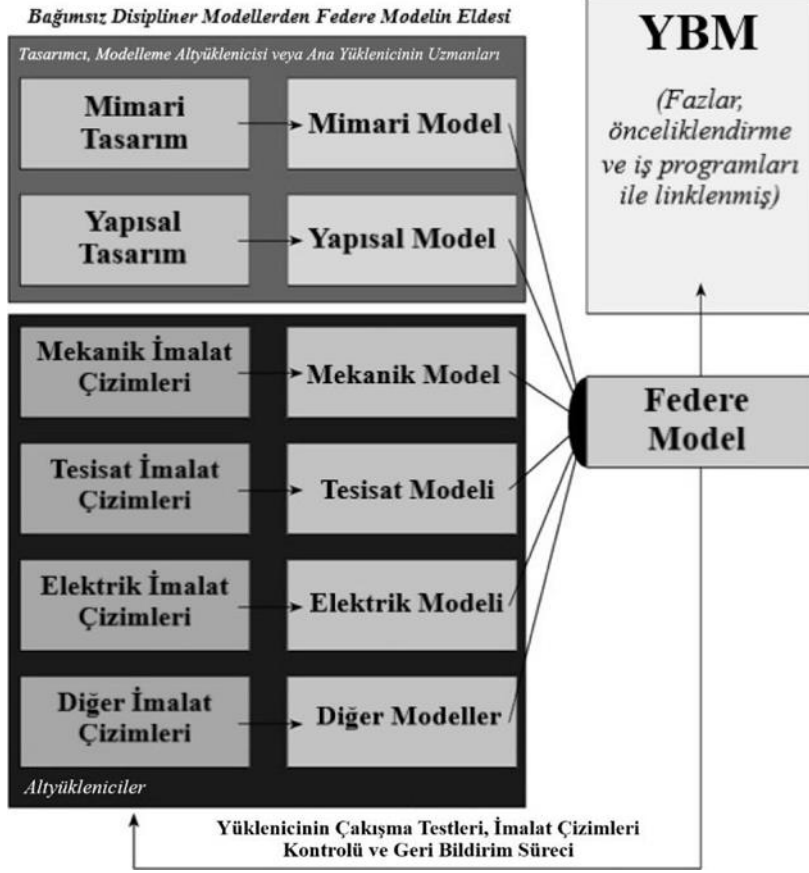 Bağımsız Disipliner Modellerden Federe Modelin Eldesi
Tasarımcı, Modelleme Altyüklenicisi veya Ana Yüklenicinin Uzmanları
Mimari
Tasarım
Mimari Model
Yapısal
Tasarım
Yapısal Model
Mekanik İmalat
Çizimleri
Mekanik Model
Tesisat İmalat
Çizimleri
Tesisat Modeli
Elektrik İmalat
Çizimleri
Elektrik Modeli
Diğer İmalat
Çizimleri
Diğer Modeller
Altyükleniciler
YBM
(Fazlar,
önceliklendirme
ve iş programları
ile linklenmiş)
Federe
Model
Yüklenicinin Çakışma Testleri, İmalat Çizimleri
Kontrolü ve Geri Bildirim Süreci